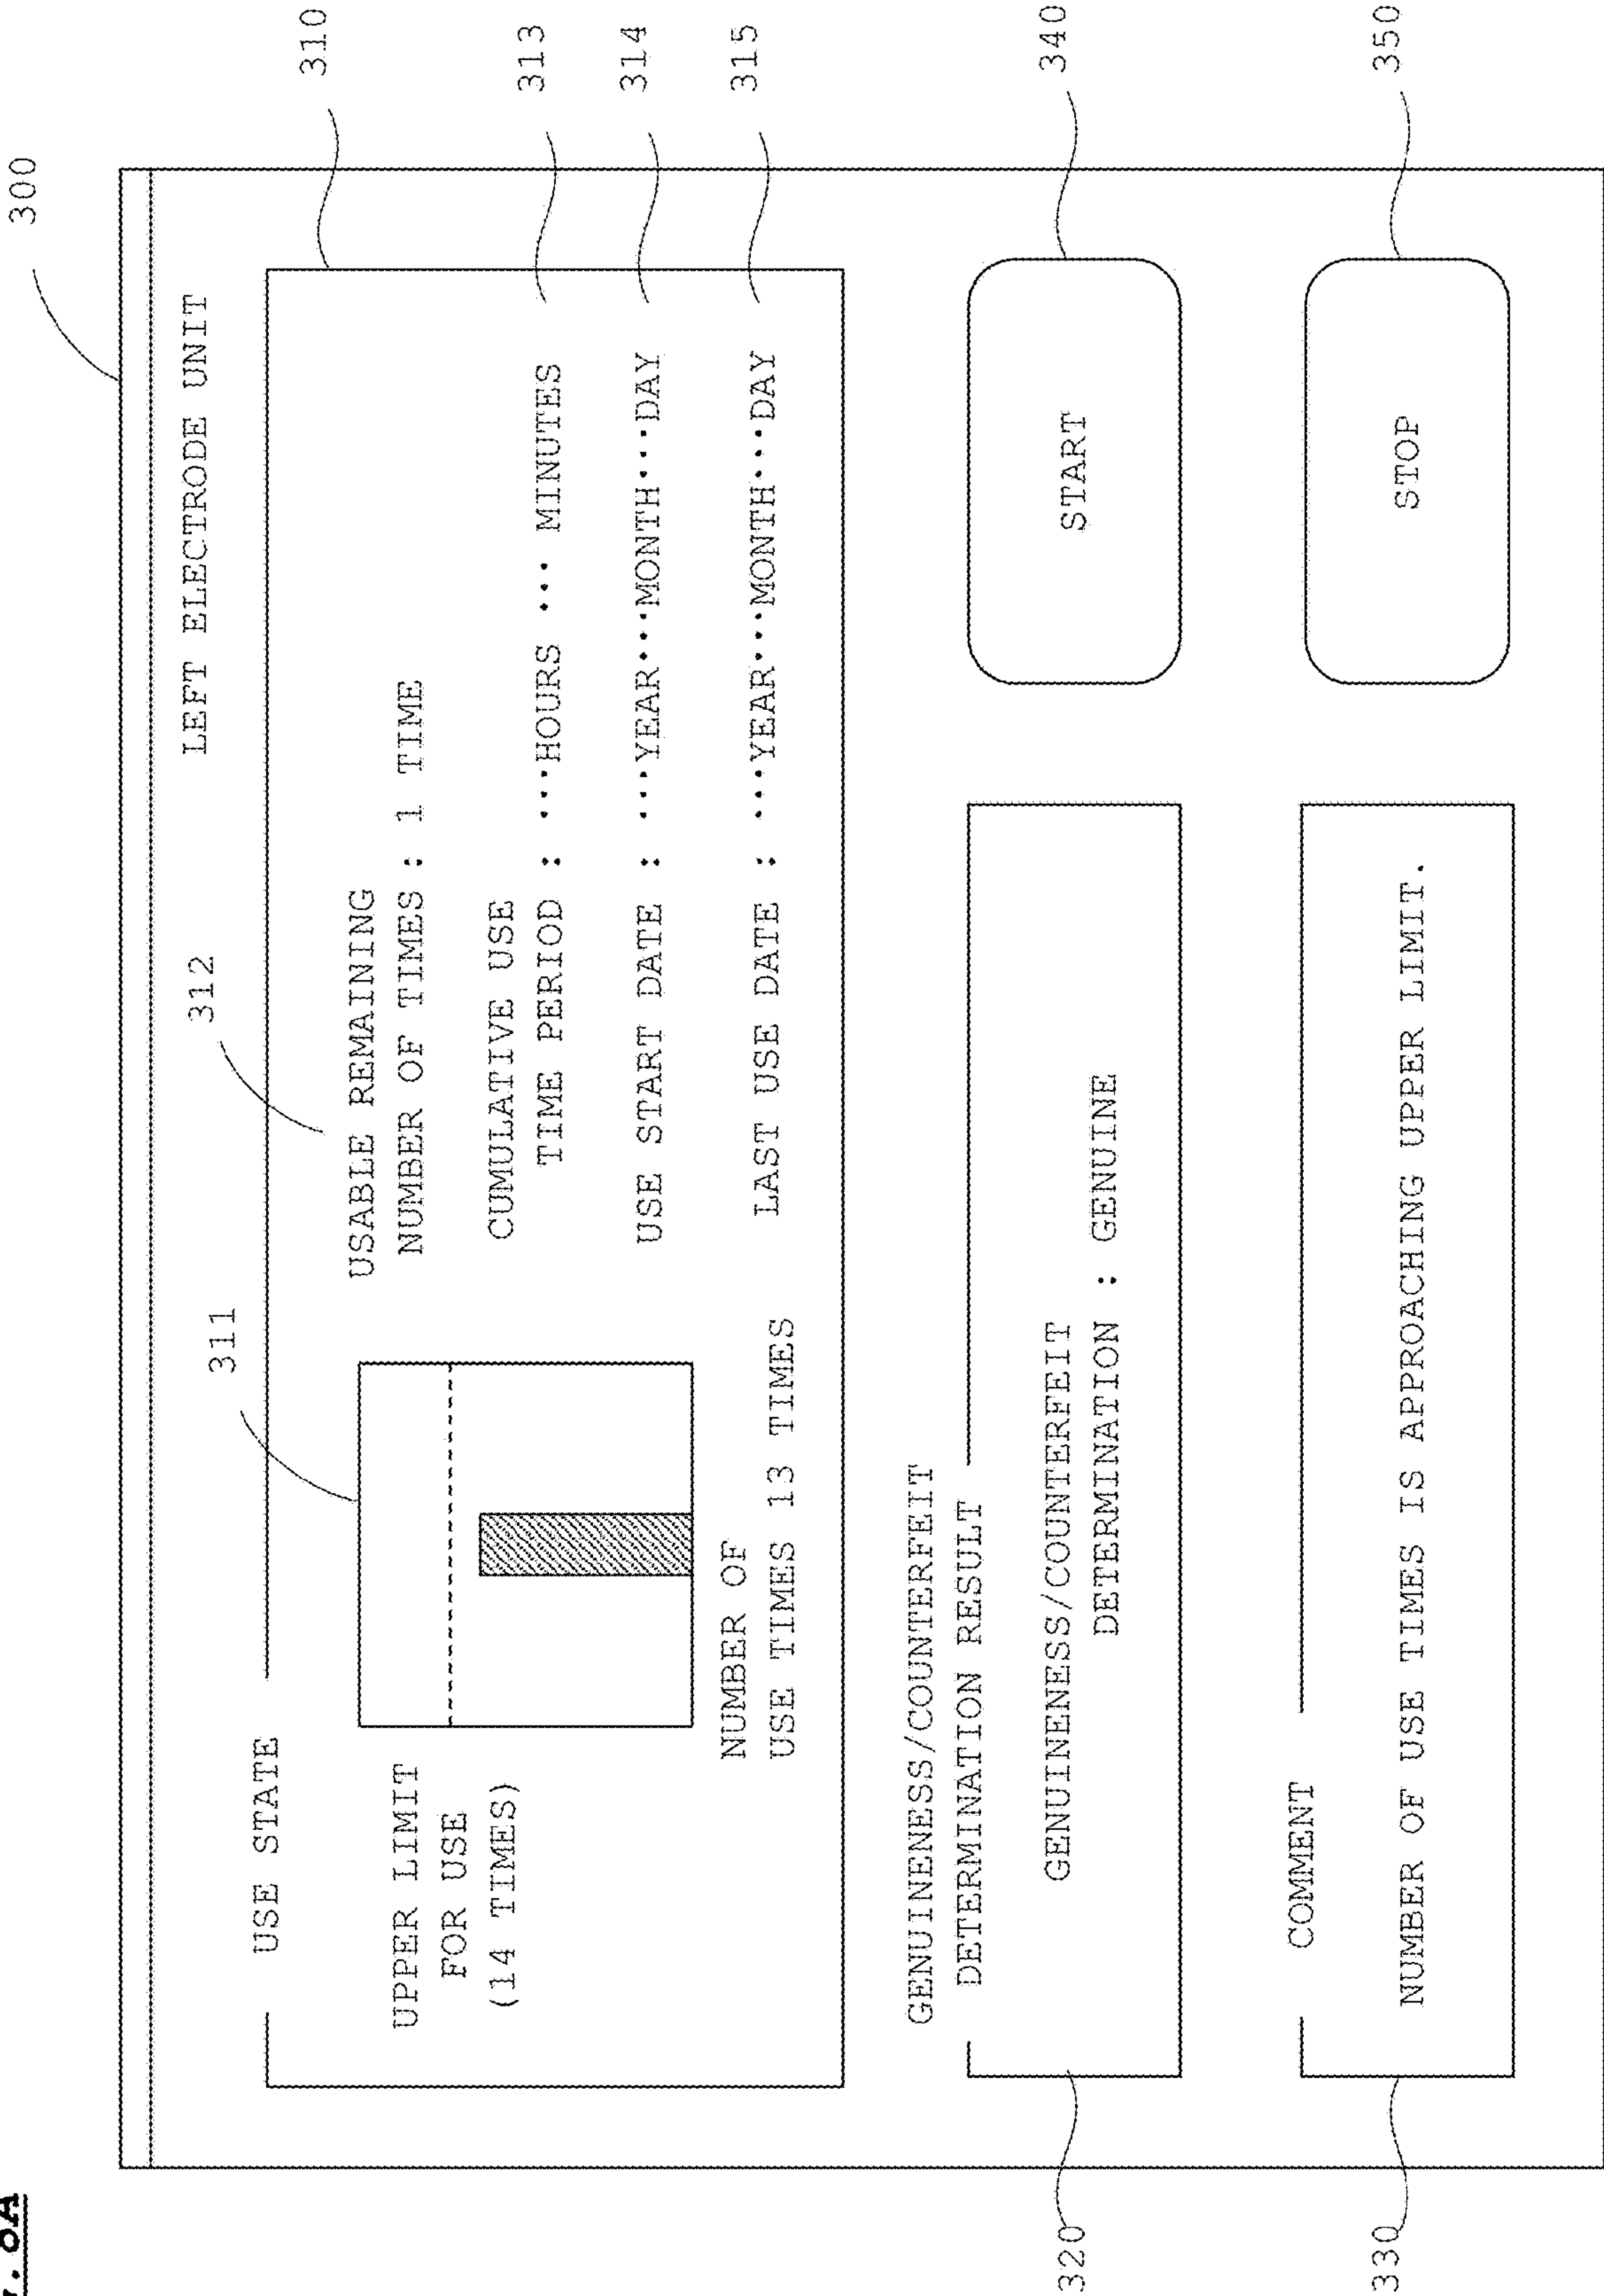 300
LEFT ELECTRODE UNIT
USE STATE
311
312
310
UPPER LIMIT
FOR USE
(14 TIMES)
NUMBER OF
USE TIMES 13 TIMES
USABLE REMAINING
NUMBER OF TIMES : 1 TIME
CUMULATIVE USE
TIME PERIOD : ···HOURS ··· MINUTES
313
USE START DATE : ···YEAR···MONTH···DAY
314
LAST USE DATE : ···YEAR···MONTH···DAY
315
GENUINENESS/COUNTERFEIT
DETERMINATION RESULT
320
GENUINENESS/COUNTERFEIT
DETERMINATION : GENUINE
START
340
COMMENT
330
NUMBER OF USE TIMES IS APPROACHING UPPER LIMIT.
STOP
350